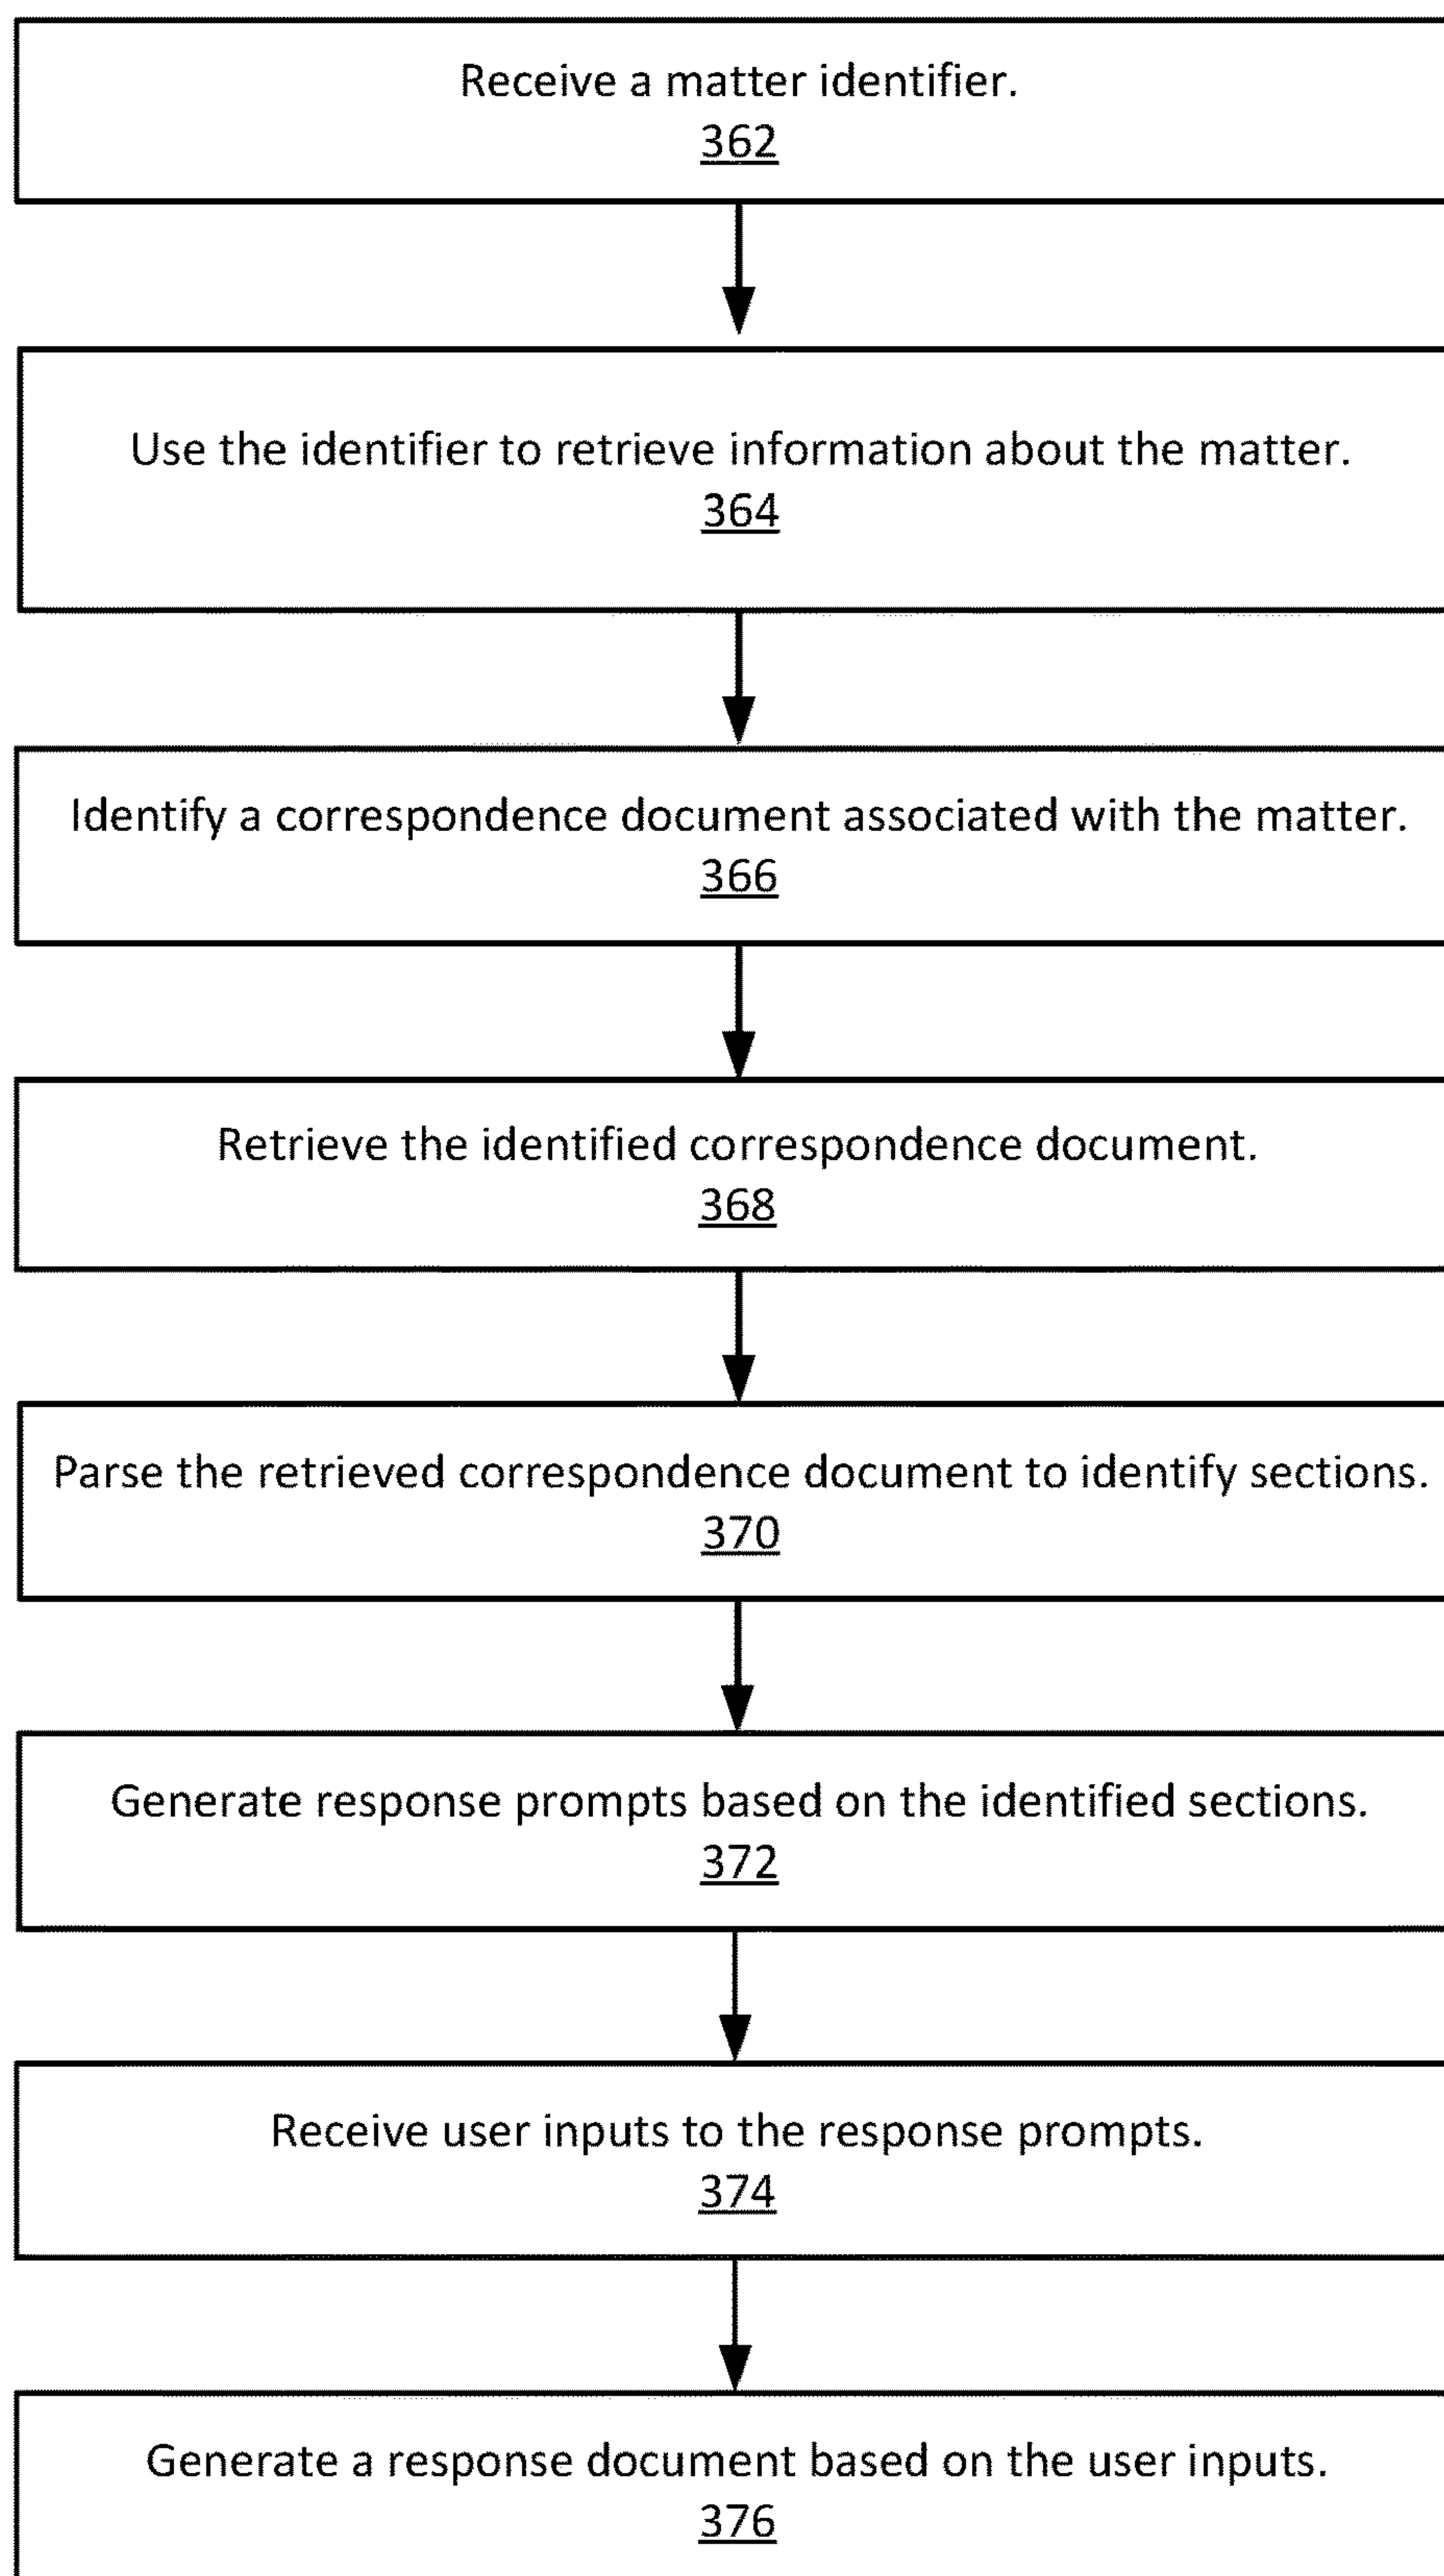 Receive a matter identifier.
362
Use the identifier to retrieve information about the matter.
364
Identify a correspondence document associated with the matter.
366
Retrieve the identified correspondence document.
368
Parse the retrieved correspondence document to identify sections.
370
Generate response prompts based on the identified sections.
372
Receive user inputs to the response prompts.
374
Generate a response document based on the user inputs.
376